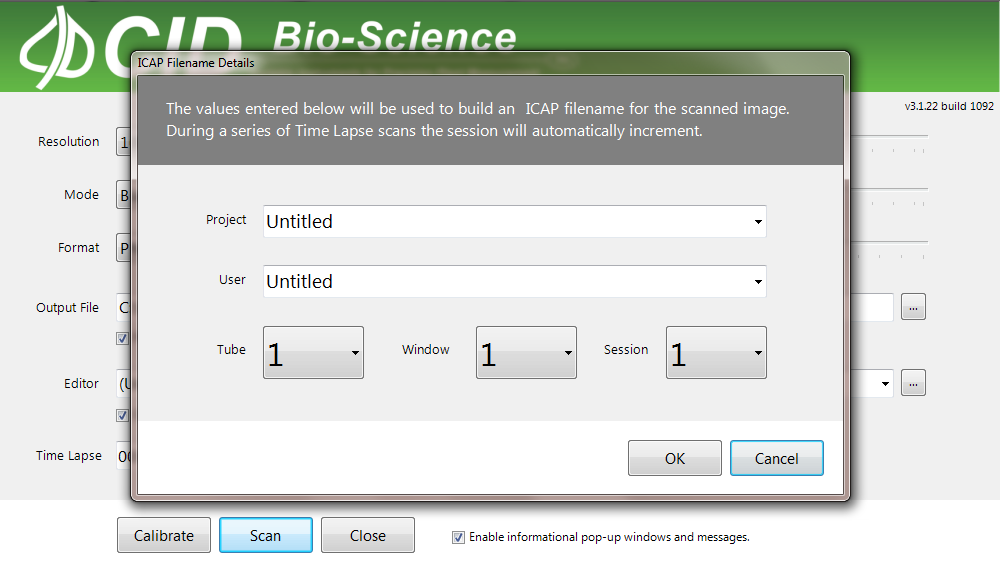 CID Bio-Science
ICAP Filename Details
The values entered below will be used to build an ICAP filename for the scanned image.
During a series of Time Lapse scans the session will automatically increment.
v3.1.22 build 1092
Resolution 1
Mode B
Format P
Output File C
...
Editor (U
...
Time Lapse 00
Project Untitled
User Untitled
Tube 1 Window 1 Session 1
OK Cancel
Calibrate Scan Close
Enable informational pop-up windows and messages.